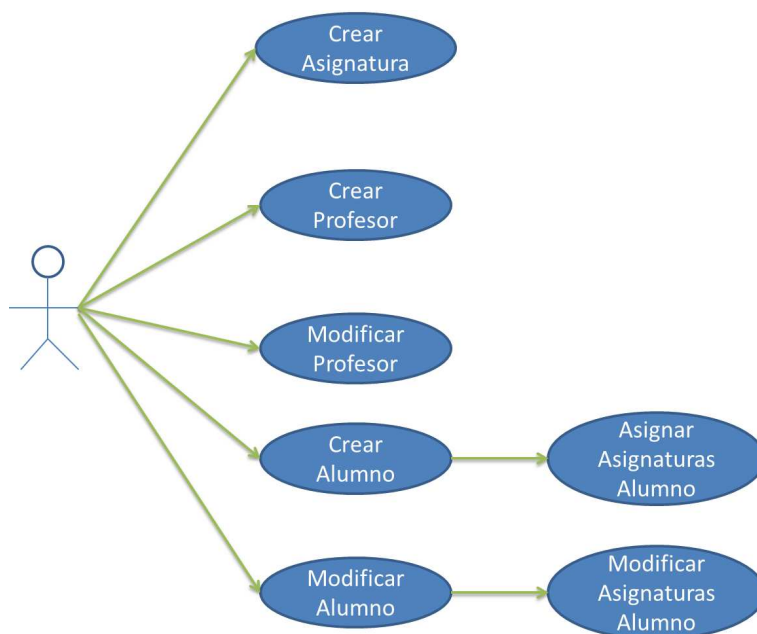 Crear
Asignatura
Crear
Profesor
Modificar
Profesor
Crear
Alumno
Asignar
Asignaturas
Alumno
Modificar
Alumno
Modificar
Asignaturas
Alumno